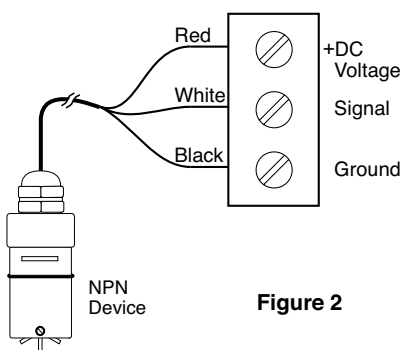 Red
+DC
Voltage
White
Signal
Black
Ground
NPN
Device
Figure 2